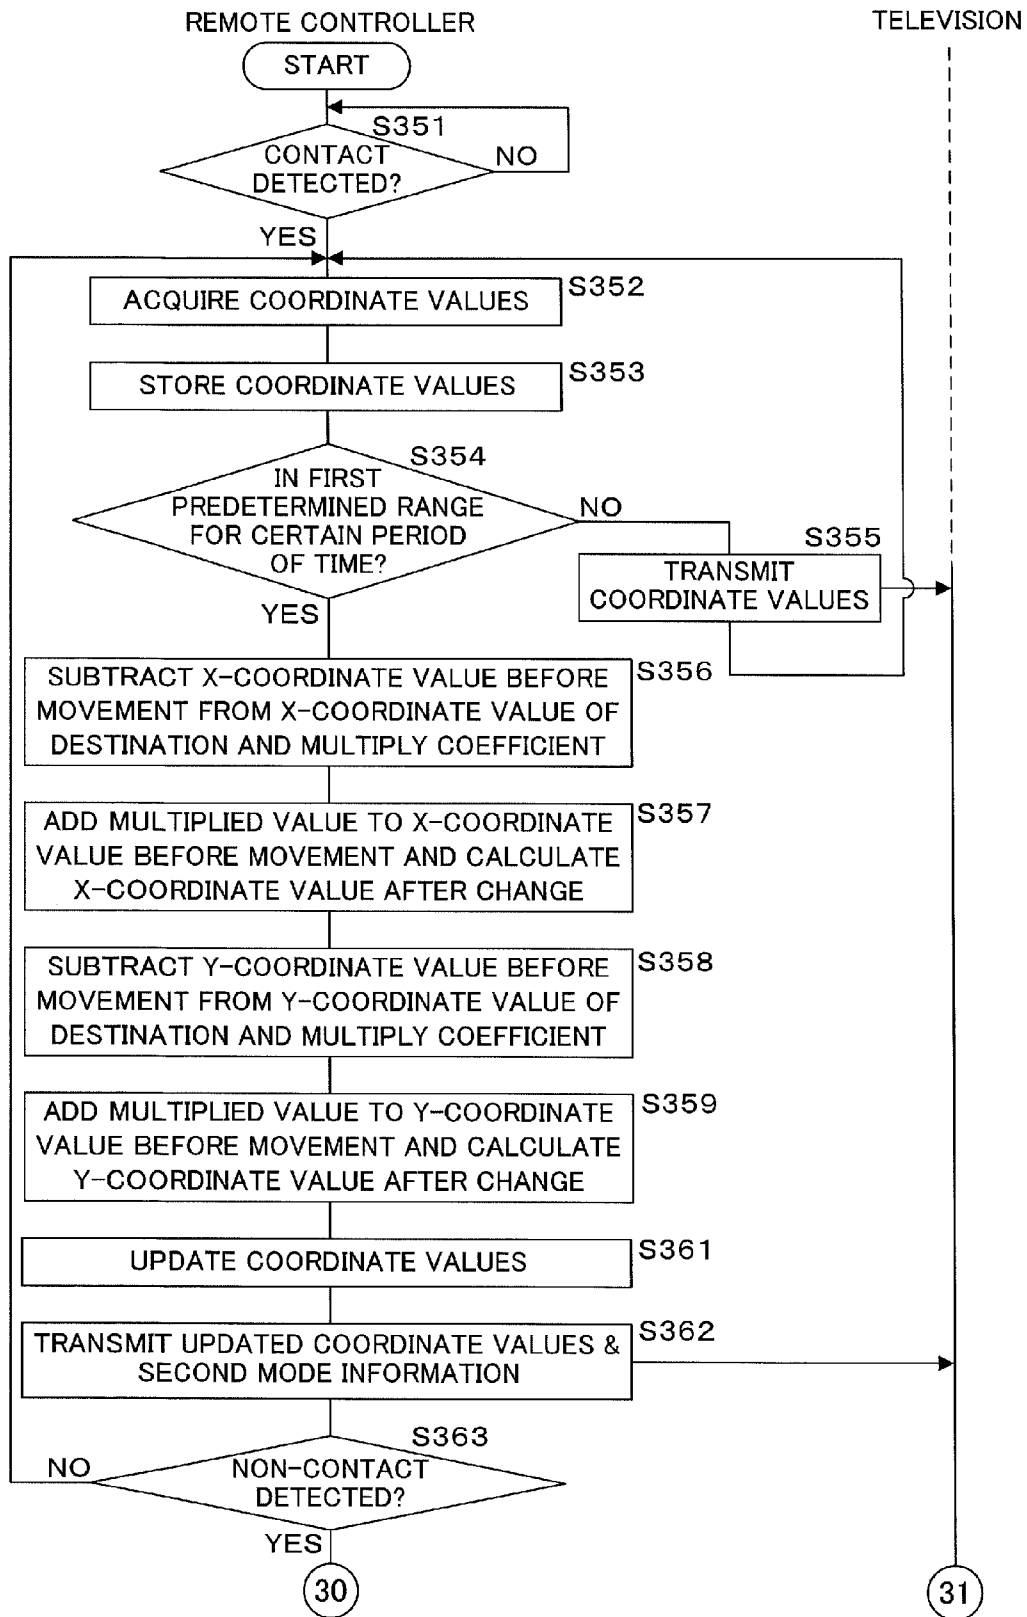 REMOTE CONTROLLER
TELEVISION
START
S351
CONTACT
DETECTED?
NO
YES
ACQUIRE COORDINATE VALUES
S352
STORE COORDINATE VALUES
S353
S354
IN FIRST
PREDETERMINED RANGE
FOR CERTAIN PERIOD
OF TIME?
NO
S355
TRANSMIT
COORDINATE VALUES
YES
SUBTRACT X-COORDINATE VALUE BEFORE
MOVEMENT FROM X-COORDINATE VALUE OF
DESTINATION AND MULTIPLY COEFFICIENT
S356
ADD MULTIPLIED VALUE TO X-COORDINATE
VALUE BEFORE MOVEMENT AND CALCULATE
X-COORDINATE VALUE AFTER CHANGE
S357
SUBTRACT Y-COORDINATE VALUE BEFORE
MOVEMENT FROM Y-COORDINATE VALUE OF
DESTINATION AND MULTIPLY COEFFICIENT
S358
ADD MULTIPLIED VALUE TO Y-COORDINATE
VALUE BEFORE MOVEMENT AND CALCULATE
Y-COORDINATE VALUE AFTER CHANGE
S359
UPDATE COORDINATE VALUES
S361
TRANSMIT UPDATED COORDINATE VALUES &
SECOND MODE INFORMATION
S362
S363
NON-CONTACT
DETECTED?
NO
YES
30
31